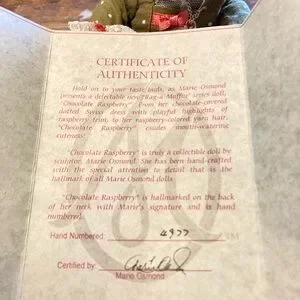 CERTIFICATE OF
AUTHENTICITY
Hold on to your taste buds, as Marie Osmond
presents a delectable new "Rag-a Muffin" series doll,
"Chocolate Raspberry" From her chocolate-covered
dotted Swiss dress with playful highlights of
raspberry trim, to her raspberry-colored yarn hair,
"Chocolate Raspberry" exudes mouth-watering
cuteness!
"Chocolate Raspberry" is truly a collectible doll by
sculptor, Marie Osmond. She has been hand-crafted
with the special attention to detail that is the
hallmark of all Marie Osmond dolls.
"Chocolate Raspberry" is hallmarked on the back
of her neck with Marie's signature and is hand
numbered.
Hand Numbered: 4977
Certified by:
Marie Osmond